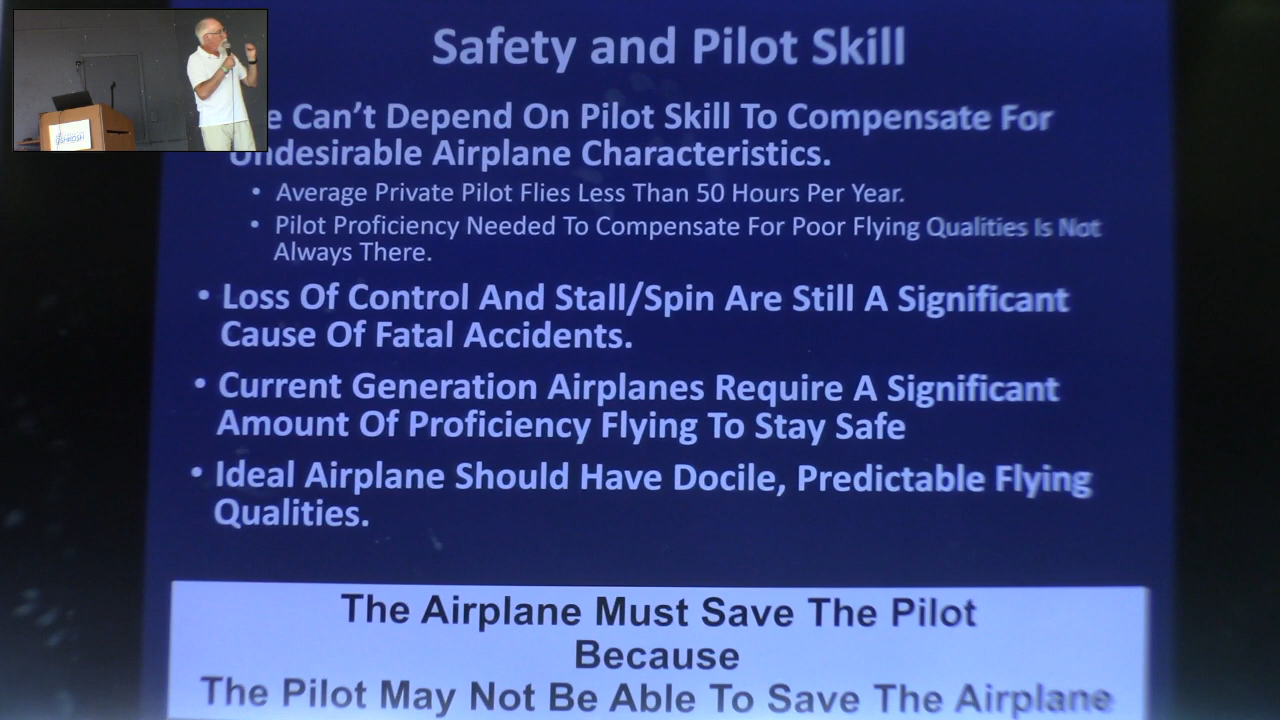 Safety and Pilot Skill
e Can't Depend On Pilot Skill To Compensate For
Undesirable Airplane Characteristics.
• Average Private Pilot Flies Less Than 50 Hours Per Year.
• Pilot Proficiency Needed To Compensate For Poor Flying Qualities Is Not
Always There.
• Loss Of Control And Stall/Spin Are Still A Significant
Cause Of Fatal Accidents.
• Current Generation Airplanes Require A Significant
Amount Of Proficiency Flying To Stay Safe
• Ideal Airplane Should Have Docile, Predictable Flying
Qualities.
The Airplane Must Save The Pilot
Because
The Pilot May Not Be Able To Save The Airplane